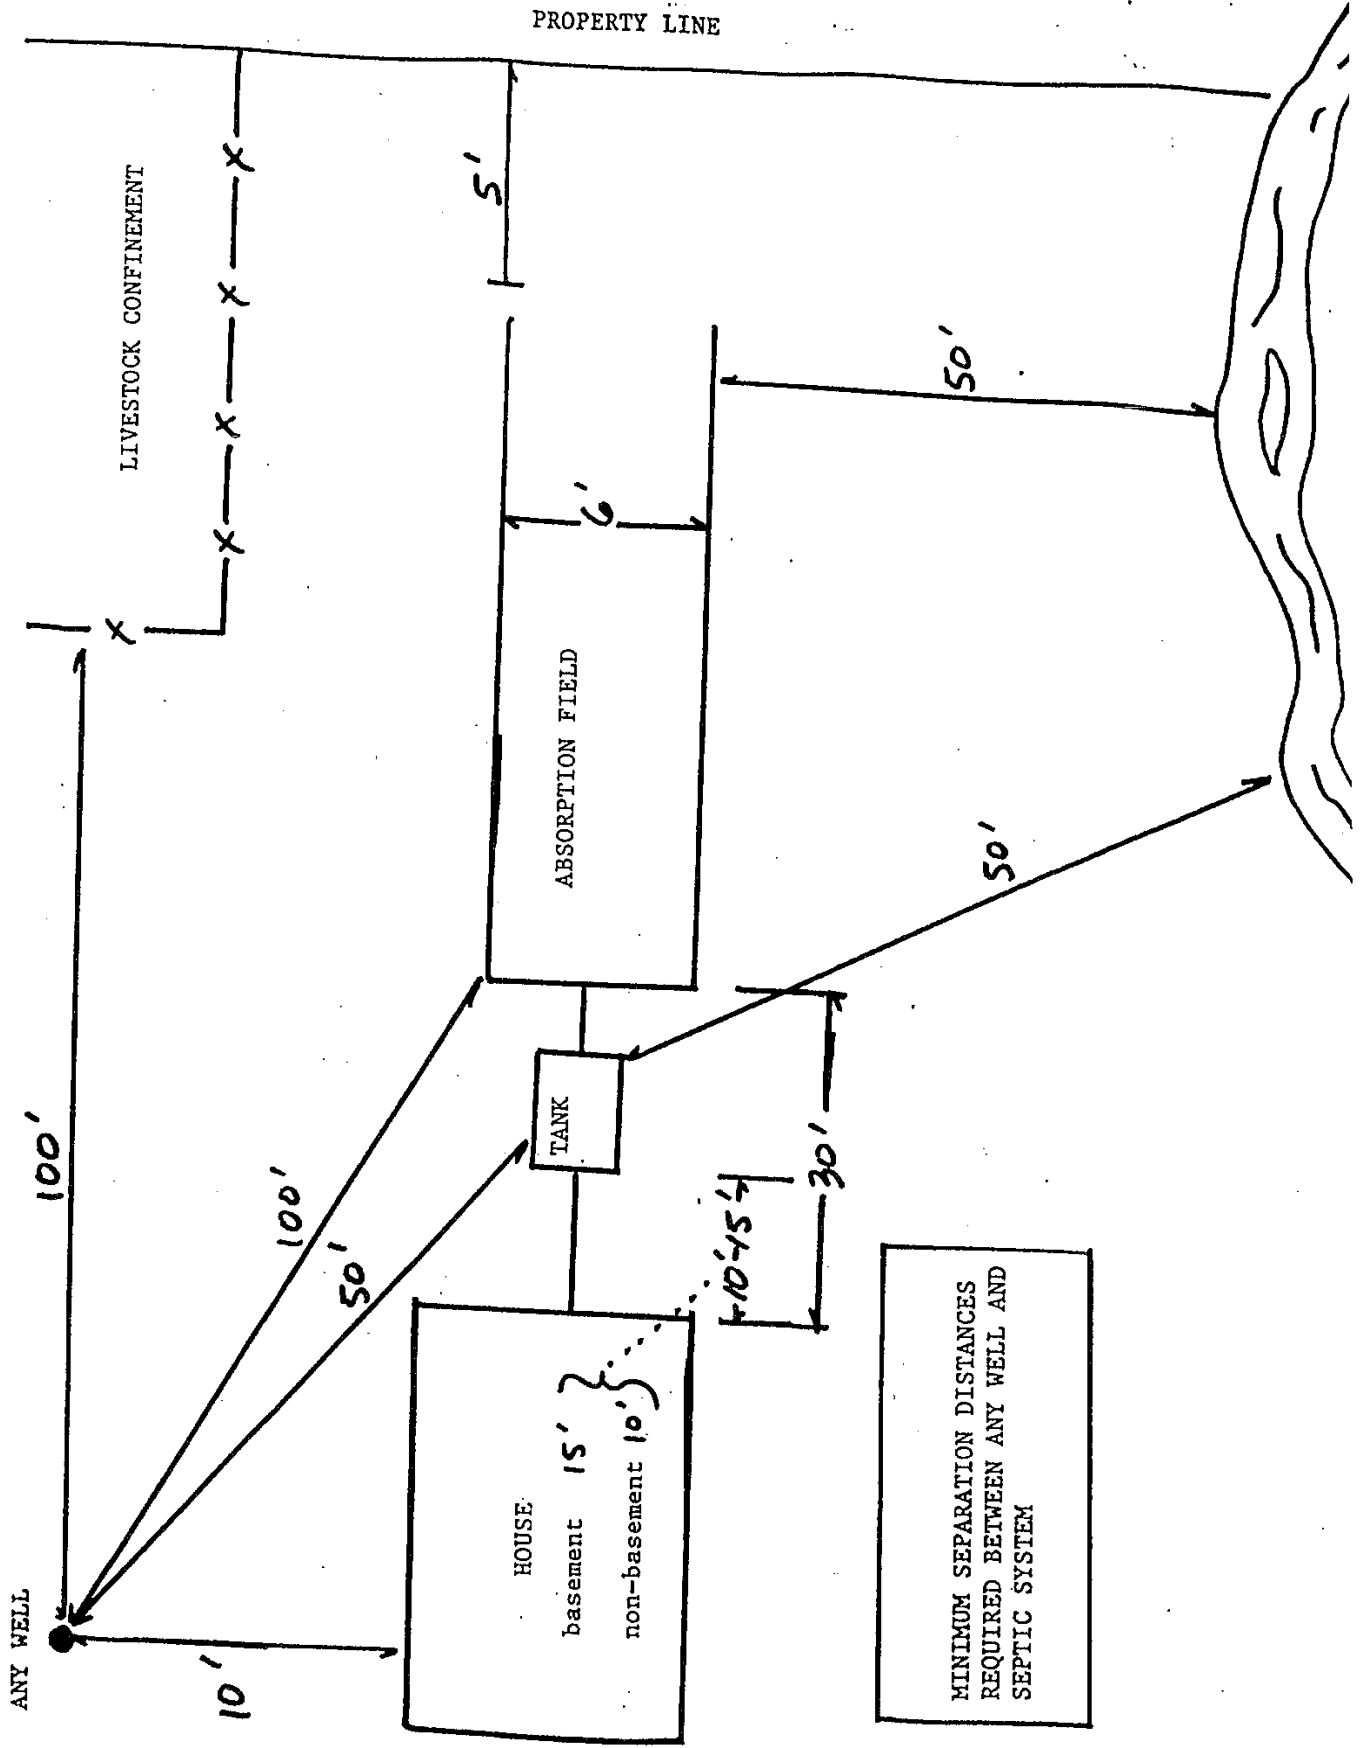 ANY WELL
100'
LIVESTOCK CONFINEMENT
PROPERTY LINE
10'
100'
50'
5'
HOUSE
basement 15'
non-basement 10'
TANK
ABSORPTION FIELD
6'
10'-15'
30'
50'
50'
MINIMUM SEPARATION DISTANCES
REQUIRED BETWEEN ANY WELL AND
SEPTIC SYSTEM